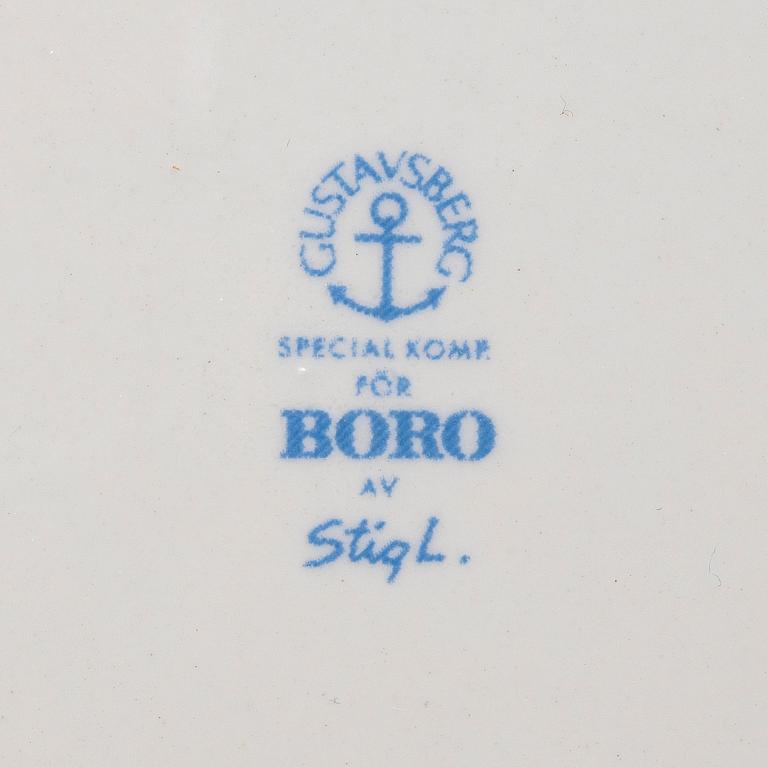 GUSTAVSBERG
SPECIAL KOMP.
FÖR
BORO
AV
Stig L.